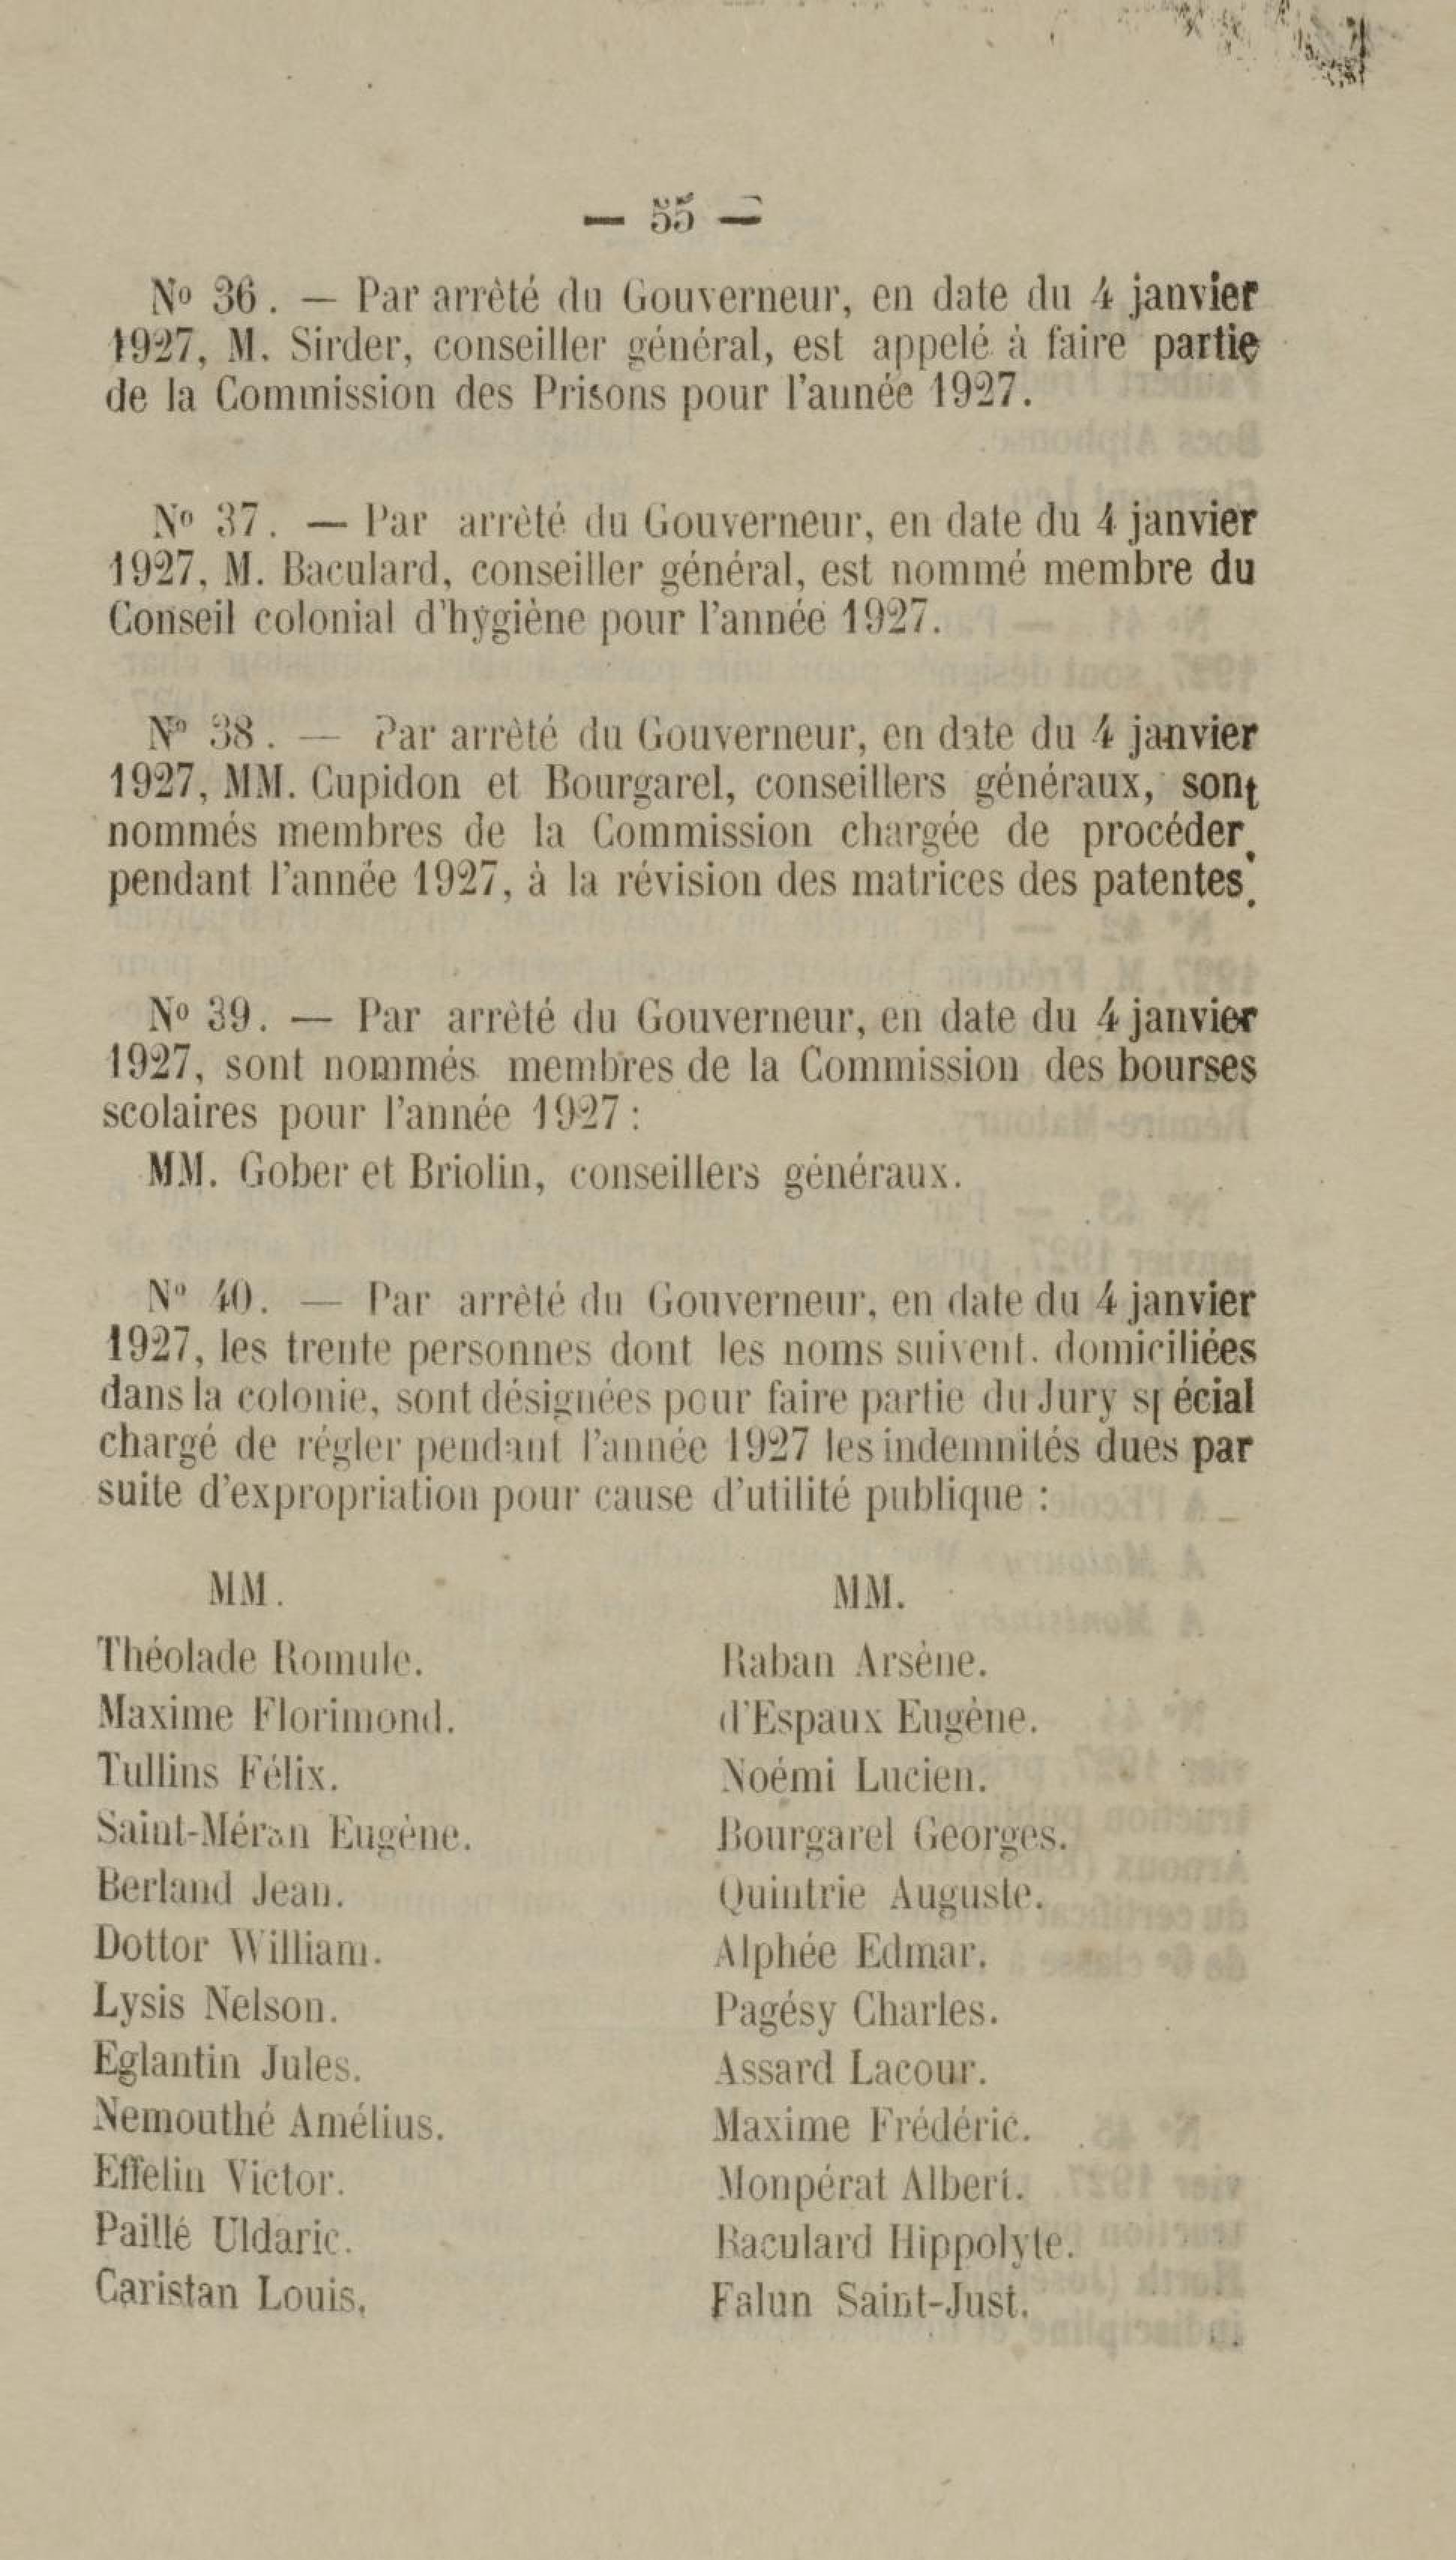 — 55 —
No 36. — Par arrêté du Gouverneur, en date du 4 janvier
1927, M. Sirder, conseiller général, est appelé à faire partie
de la Commission des Prisons pour l'année 1927.
No 37. — Par arrêté du Gouverneur, en date du 4 janvier
1927, M. Baculard, conseiller général, est nommé membre du
Conseil colonial d'hygiène pour l'année 1927.
No 38. — Par arrêté du Gouverneur, en date du 4 janvier
1927, MM. Cupidon et Bourgarel, conseillers généraux, sont
nommés membres de la Commission chargée de procéder,
pendant l'année 1927, à la révision des matrices des patentes.
No 39. — Par arrêté du Gouverneur, en date du 4 janvier
1927, sont nommés membres de la Commission des bourses
scolaires pour l'année 1927:
MM. Gober et Briolin, conseillers généraux.
No 40. — Par arrêté du Gouverneur, en date du 4 janvier
1927, les trente personnes dont les noms suivent. domiciliées
dans la colonie, sont désignées pour faire partie du Jury spécial
chargé de régler pendant l'année 1927 les indemnités dues par
suite d'expropriation pour cause d'utilité publique :
MM.
Théolade Romule.
Maxime Florimond.
Tullins Félix.
Saint-Méran Eugène.
Berland Jean.
Dottor William.
Lysis Nelson.
Eglantin Jules.
Nemouthé Amélius.
Effelin Victor.
Paillé Uldaric.
Caristan Louis.
MM.
Raban Arsène.
d'Espaux Eugène.
Noémi Lucien.
Bourgarel Georges.
Quintrie Auguste.
Alphée Edmar.
Pagésy Charles.
Assard Lacour.
Maxime Frédéric.
Monpérat Albert.
Baculard Hippolyte.
Falun Saint-Just.